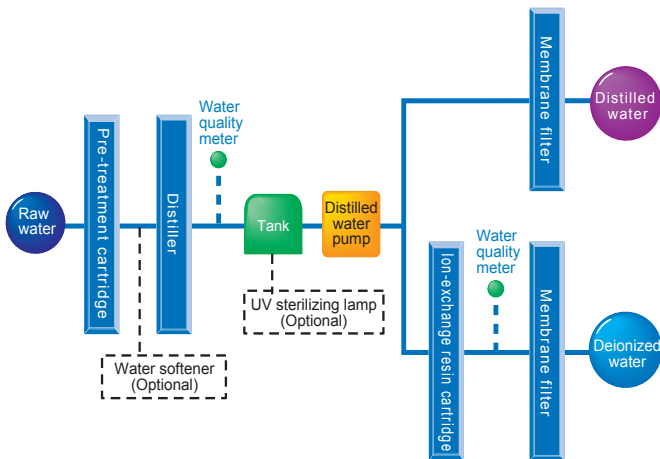 Raw
water
Pre-treatment cartridge
Water softener
(Optional)
Distiller
Water
quality
meter
Tank
UV sterilizing lamp
(Optional)
Distilled
water
pump
Membrane filter
Distilled
water
Ion-exchange resin cartridge
Water
quality
meter
Membrane filter
Deionized
water